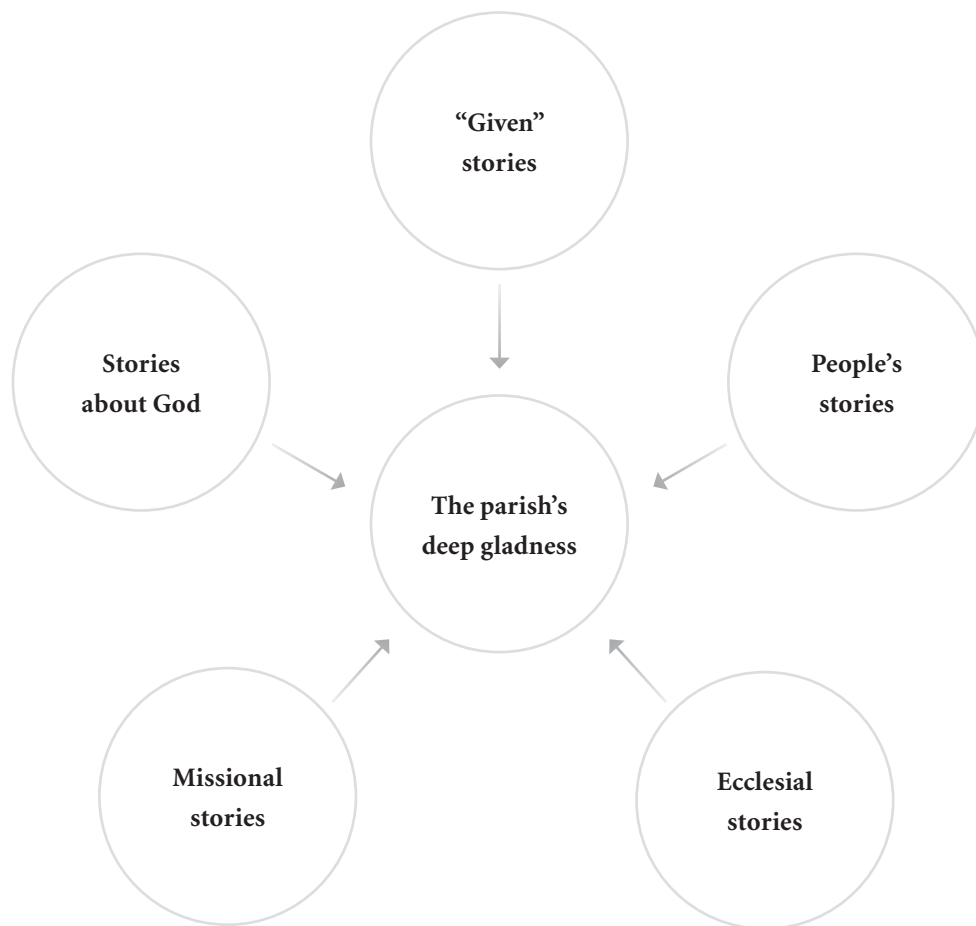 “Given”
stories
Stories
about God
People’s
stories
The parish’s
deep gladness
Missional
stories
Ecclesial
stories